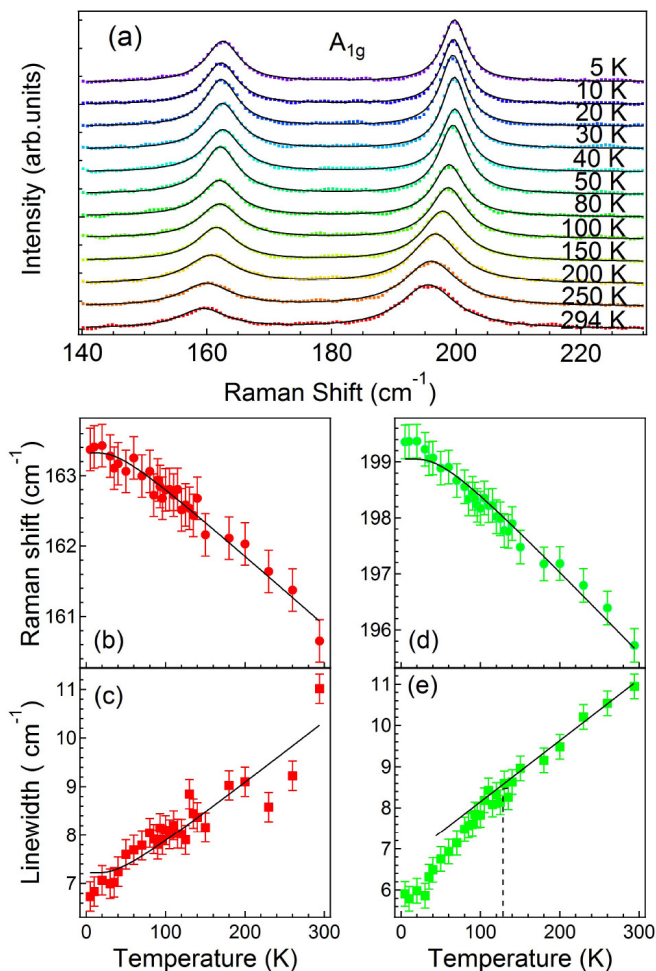 (a)
A1g
5 K
10 K
20 K
30 K
40 K
50 K
80 K
100 K
150 K
200 K
250 K
294 K
Intensity (arb.units)
140 160 180 200 220
Raman Shift (cm-1)
163
162
161
Raman shift (cm-1)
(b)
199
198
197
196
(d)
11
10
9
8
7
Linewidth ( cm-1)
(c)
0 100 200 300
Temperature (K)
11
10
9
8
7
6
(e)
0 100 200 300
Temperature (K)